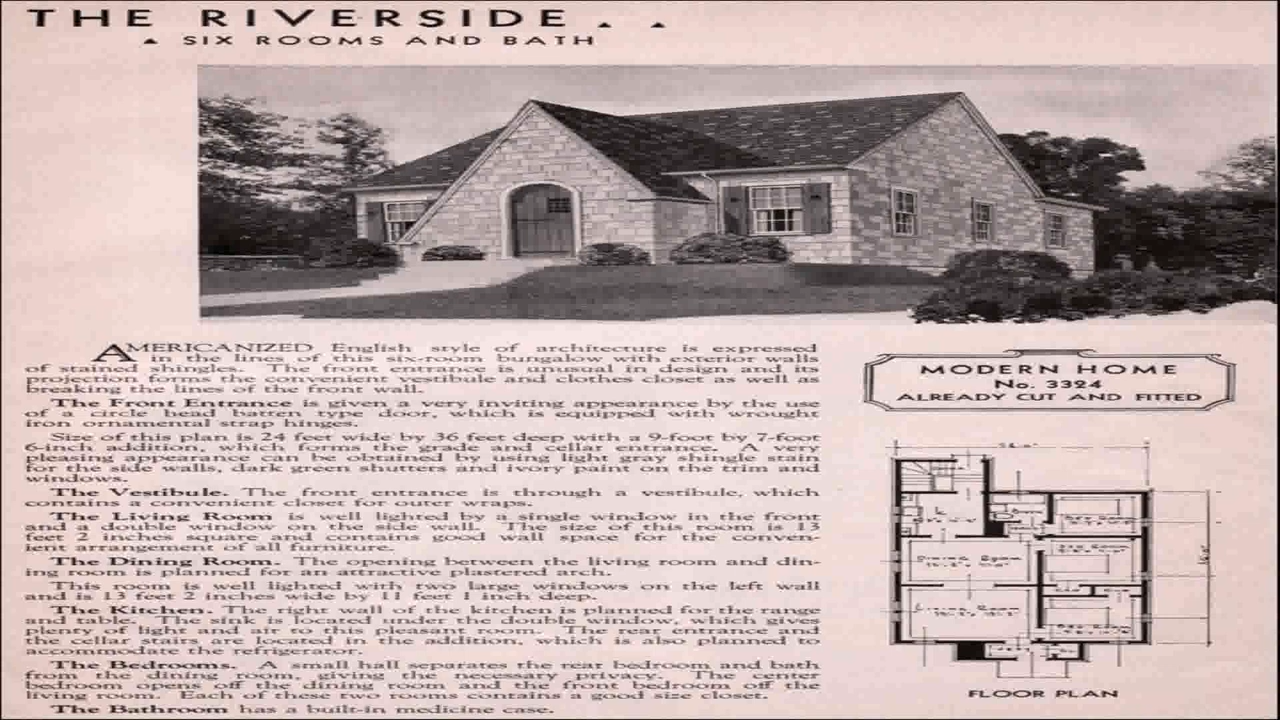 THE RIVERSIDE
SIX ROOMS AND BATH
AMERICANIZED English style of architecture is expressed
in the lines of this six-room bungalow with exterior walls
of stained shingles. The front entrance is unusual in design and its
projection forms the convenient vestibule and clothes closet as well as
breaking the lines of the front wall.
The Front Entrance is given a very inviting appearance by the use
of a circle head batten type door, which is equipped with wrought
iron ornamental strap hinges.
Size of this plan is 24 feet wide by 36 feet deep with a 9-foot by 7-foot
6-inch addition, which forms the grade and cellar entrance. A very
pleasing appearance can be obtained by using light gray shingle stain
for the side walls, dark green shutters and ivory paint on the trim and
windows.
The Vestibule. The front entrance is through a vestibule, which
contains a convenient closet for outer wraps.
The Living Room is well lighted by a single window in the front
and a double window on the side wall. The size of this room is 13
feet 2 inches square and contains good wall space for the conven-
ient arrangement of all furniture.
The Dining Room. The opening between the living room and din-
ing room is planned for an attractive plastered arch.
This room is well lighted with two large windows on the left wall
and is 13 feet 2 inches wide by 11 feet 1 inch deep.
The Kitchen. The right wall of the kitchen is planned for the range
and table. The sink is located under the double window, which gives
plenty of light and air to this pleasant room. The rear entrance and
the cellar stairs are located in the addition, which is also planned to
accommodate the refrigerator.
The Bedrooms. A small hall separates the rear bedroom and bath
from the dining room, giving the necessary privacy. The center
bedroom opens off the dining room and the front bedroom off the
living room. Each of these two rooms contains a good size closet.
The Bathroom has a built-in medicine case.
MODERN HOME
No. 3324
ALREADY CUT AND FITTED
Dining Room
Living Room
FLOOR PLAN